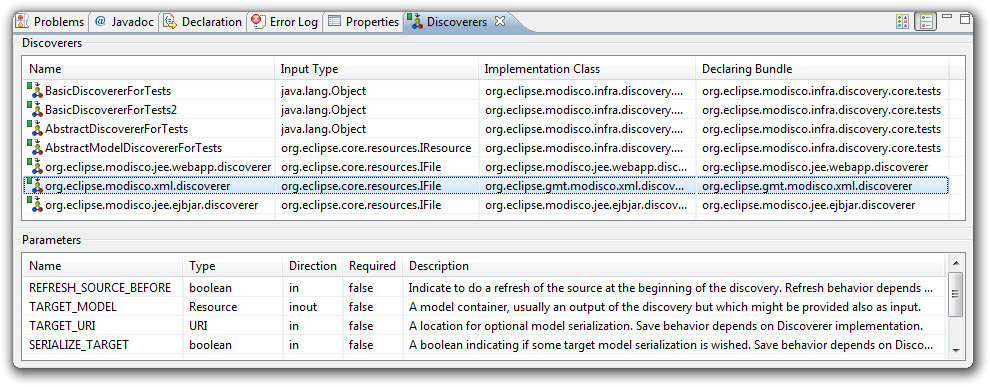 Problems @ Javadoc Declaration Error Log Properties Discoverers
Discoverers
Name Input Type Implementation Class Declaring Bundle
BasicDiscovererForTests java.lang.Object org.eclipse.modisco.infra.discovery.... org.eclipse.modisco.infra.discovery.core.tests
BasicDiscovererForTests2 java.lang.Object org.eclipse.modisco.infra.discovery.... org.eclipse.modisco.infra.discovery.core.tests
AbstractDiscovererForTests java.lang.Object org.eclipse.modisco.infra.discovery.... org.eclipse.modisco.infra.discovery.core.tests
AbstractModelDiscovererForTests org.eclipse.core.resources.IResource org.eclipse.modisco.infra.discovery.... org.eclipse.modisco.infra.discovery.core.tests
org.eclipse.modisco.jee.webapp.discoverer org.eclipse.core.resources.IFile org.eclipse.modisco.jee.webapp.disc... org.eclipse.modisco.jee.webapp.discoverer
org.eclipse.modisco.xml.discoverer org.eclipse.core.resources.IFile org.eclipse.gmt.modisco.xml.discov... org.eclipse.gmt.modisco.xml.discoverer
org.eclipse.modisco.jee.ejbjar.discoverer org.eclipse.core.resources.IFile org.eclipse.modisco.jee.ejbjar.disco... org.eclipse.modisco.jee.ejbjar.discoverer
Parameters
Name Type Direction Required Description
REFRESH_SOURCE_BEFORE boolean in false Indicate to do a refresh of the source at the beginning of the discovery. Refresh behavior depends ...
TARGET_MODEL Resource inout false A model container, usually an output of the discovery but which might be provided also as input.
TARGET_URI URI in false A location for optional model serialization. Save behavior depends on Discoverer implementation.
SERIALIZE_TARGET boolean in false A boolean indicating if some target model serialization is wished. Save behavior depends on Disco...